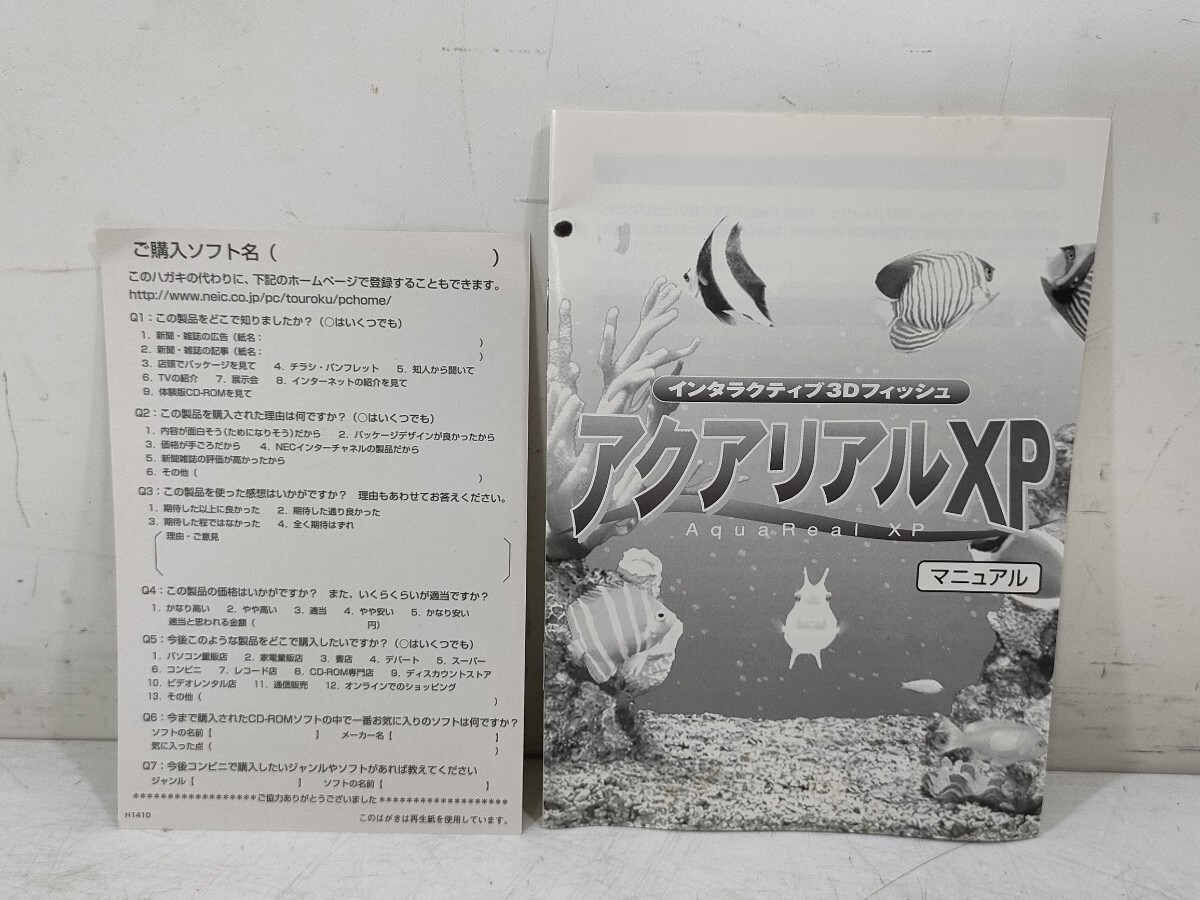 ご購入ソフト名（　　　　）
このハガキの代わりに、下記のホームページで登録することもできます。
http://www.neic.co.jp/pc/touroku/pchome/
Q1：この製品をどこで知りましたか？（○はいくつでも）
1. 新聞・雑誌の広告（紙名：　　　　）
2. 新聞・雑誌の記事（紙名：　　　　）
3. 店頭でパッケージを見て　4. チラシ・パンフレット　5. 知人から聞いて
6. TVの紹介　7. 展示会　8. インターネットの紹介を見て
9. 体験版CD-ROMを見て
Q2：この製品を購入された理由は何ですか？（○はいくつでも）
1. 内容が面白そう（ためになりそう）だから　2. パッケージデザインが良かったから
3. 価格が手ごろだから　4. NECインターチャネルの製品だから
5. 新聞雑誌の評価が高かったから
6. その他（　　　　）
Q3：この製品を使った感想はいかがですか？　理由もあわせてお答えください。
1. 期待した以上に良かった　2. 期待した通り良かった
3. 期待した程ではなかった　4. 全く期待はずれ
理由・ご意見
Q4：この製品の価格はいかがですか？　また、いくらくらいが適当ですか？
1. かなり高い　2. やや高い　3. 適当　4. やや安い　5. かなり安い
適当と思われる金額（　　　　円）
Q5：今後このような製品をどこで購入したいですか？（○はいくつでも）
1. パソコン量販店　2. 家電量販店　3. 書店　4. デパート　5. スーパー
6. コンビニ　7. レコード店　8. CD-ROM専門店　9. ディスカウントストア
10. ビデオレンタル店　11. 通信販売　12. オンラインでのショッピング
13. その他（　　　　）
Q6：今まで購入されたCD-ROMソフトの中で一番お気に入りのソフトは何ですか？
ソフトの名前［　　　　］　メーカー名［　　　　］
気に入った点（　　　　）
Q7：今後コンビニで購入したいジャンルやソフトがあれば教えてください
ジャンル［　　　　］　ソフトの名前［　　　　］
******************ご協力ありがとうございました*******************
H1410　このはがきは再生紙を使用しています。
インタラクティブ3Dフィッシュ
アクアリアルXP
AquaReal XP
マニュアル